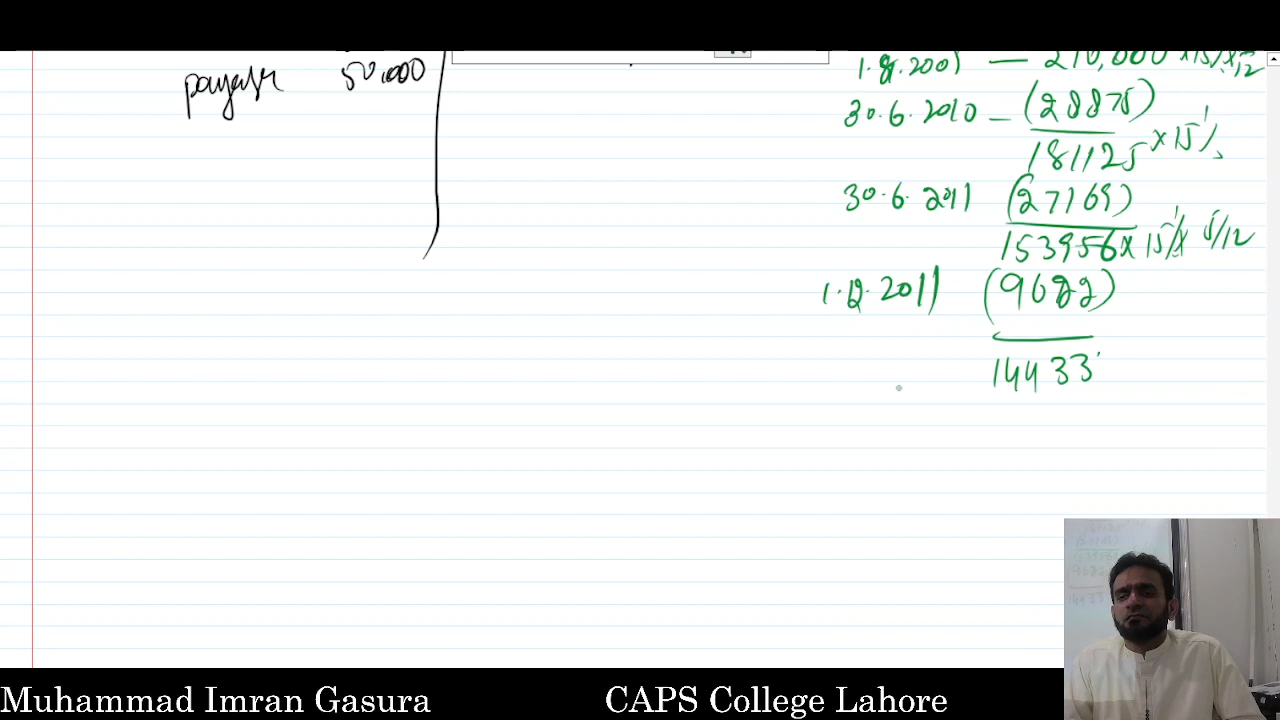 payable 50,000
1.8.2009 — 210,000 x 15% x 11/12
30.6.2010 — (28875)
181125 x 15%
30.6.2011 (27169)
153956 x 15% x 5/12
1.12.2011 (9622)
14433
Muhammad Imran Gasura CAPS College Lahore